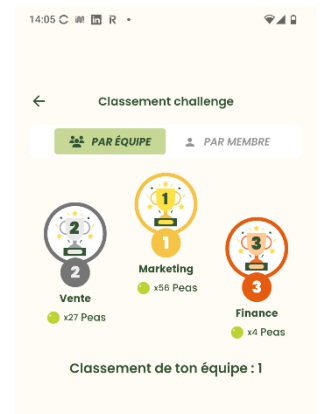 14:05
Classement challenge
PAR ÉQUIPE
PAR MEMBRE
1
2
3
1
2
3
Marketing
x56 Peas
Vente
x27 Peas
Finance
x4 Peas
Classement de ton équipe : 1